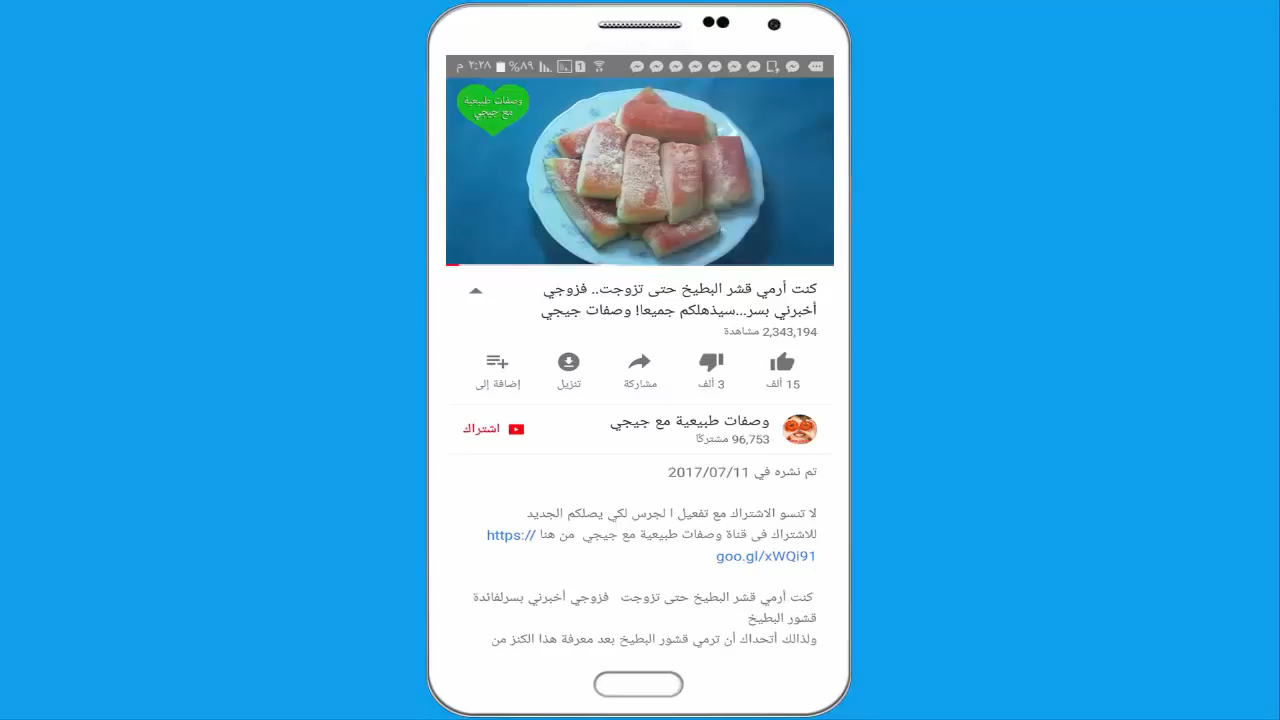 ٢:٢٨ م
٨٩%
وصفات طبيعية
مع جيجي
كنت أرمي قشر البطيخ حتى تزوجت.. فزوجي
أخبرني بسر...سيذهلكم جميعا! وصفات جيجي
2,343,194 مشاهدة
15 ألف
3 ألف
مشاركة
تنزيل
إضافة إلى
وصفات طبيعية مع جيجي
96,753 مشتركًا
اشتراك
تم نشره في 2017/07/11
لا تنسو الاشتراك مع تفعيل ا لجرس لكي يصلكم الجديد
للاشتراك فى قناة وصفات طبيعية مع جيجي من هنا https://
goo.gl/xWQi91
كنت أرمي قشر البطيخ حتى تزوجت فزوجي أخبرني بسرلفائدة
قشور البطيخ
ولذالك أتحداك أن ترمي قشور البطيخ بعد معرفة هذا الكنز من